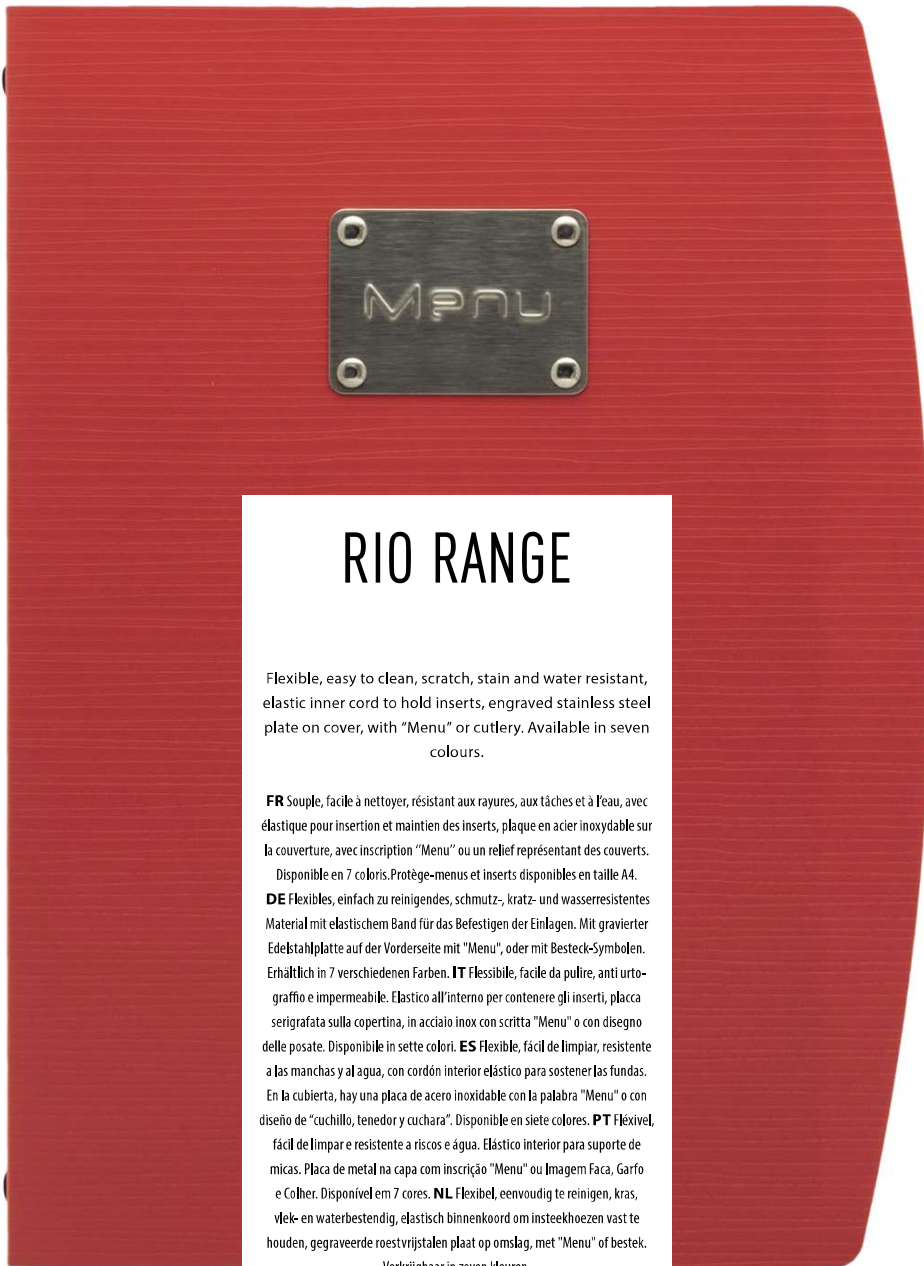 Menu
RIO RANGE
Flexible, easy to clean, scratch, stain and water resistant,
elastic inner cord to hold inserts, engraved stainless steel
plate on cover, with “Menu” or cutlery. Available in seven
colours.
FR Souple, facile à nettoyer, résistant aux rayures, aux tâches et à l’eau, avec
élastique pour insertion et maintien des inserts, plaque en acier inoxydable sur
la couverture, avec inscription ‘’Menu’’ ou un relief représentant des couverts.
Disponible en 7 coloris.Protège-menus et inserts disponibles en taille A4.
DE Flexibles, einfach zu reinigendes, schmutz-, kratz- und wasserresistentes
Material mit elastischem Band für das Befestigen der Einlagen. Mit gravierter
Edelstahlplatte auf der Vorderseite mit "Menu", oder mit Besteck-Symbolen.
Erhältlich in 7 verschiedenen Farben. IT Flessibile, facile da pulire, anti urto-
graffio e impermeabile. Elastico all’interno per contenere gli inserti, placca
serigrafata sulla copertina, in acciaio inox con scritta "Menu" o con disegno
delle posate. Disponibile in sette colori. ES Flexible, fácil de limpiar, resistente
a las manchas y al agua, con cordón interior elástico para sostener las fundas.
En la cubierta, hay una placa de acero inoxidable con la palabra "Menu" o con
diseño de “cuchillo, tenedor y cuchara”. Disponible en siete colores. PT Fléxivel,
fácil de limpar e resistente a riscos e água. Elástico interior para suporte de
micas. Placa de metal na capa com inscrição "Menu" ou Imagem Faca, Garfo
e Colher. Disponível em 7 cores. NL Flexibel, eenvoudig te reinigen, kras,
vlek- en waterbestendig, elastisch binnenkoord om insteekhoezen vast te
houden, gegraveerde roestvrijstalen plaat op omslag, met "Menu" of bestek.
Verkrijgbaar in zeven kleuren